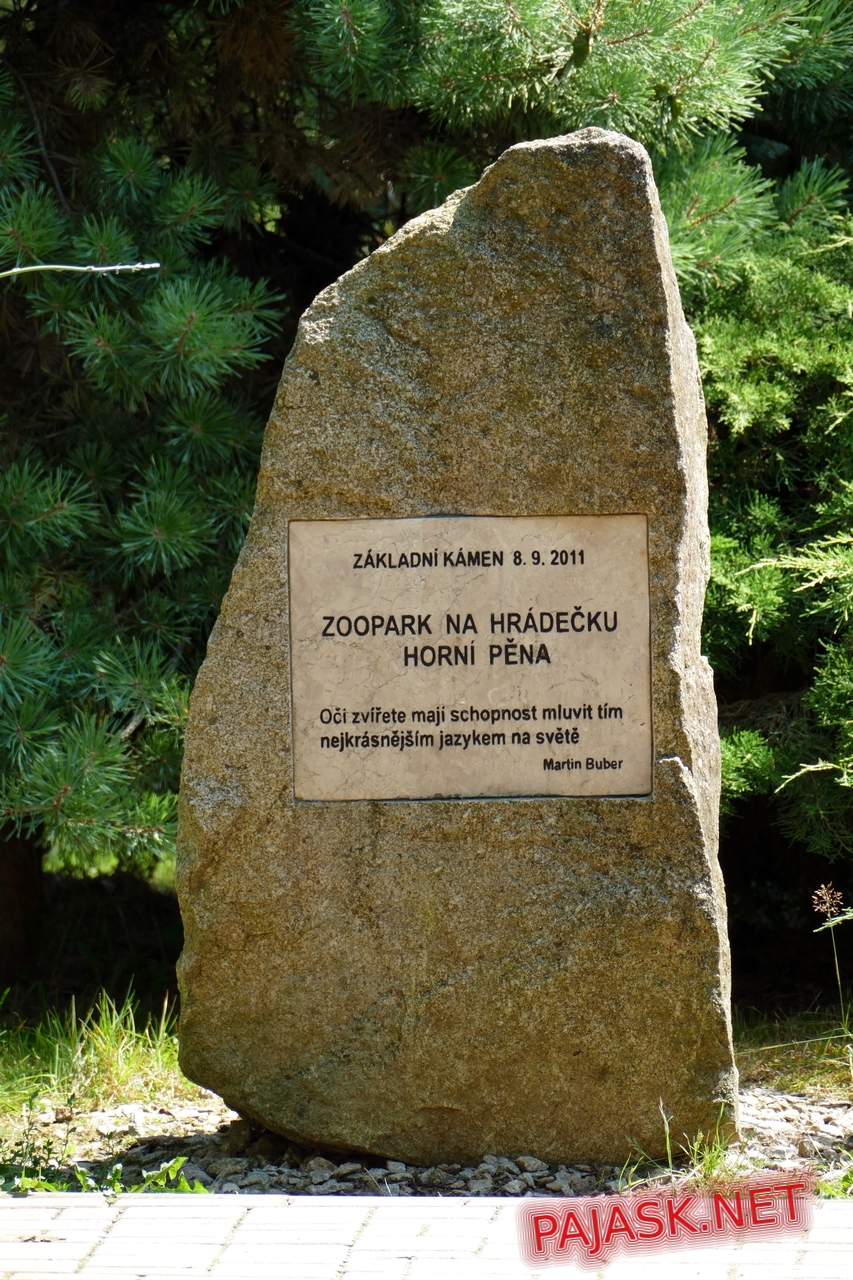 ZÁKLADNÍ KÁMEN 8. 9. 2011
ZOOPARK NA HRÁDEČKU
HORNÍ PĚNA
Oči zvířete mají schopnost mluvit tím
nejkrásnějším jazykem na světě
Martin Buber
PAJASK.NET